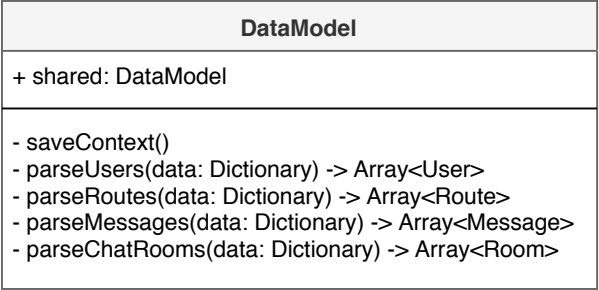 DataModel
+ shared: DataModel
- saveContext()
- parseUsers(data: Dictionary) -> Array<User>
- parseRoutes(data: Dictionary) -> Array<Route>
- parseMessages(data: Dictionary) -> Array<Message>
- parseChatRooms(data: Dictionary) -> Array<Room>